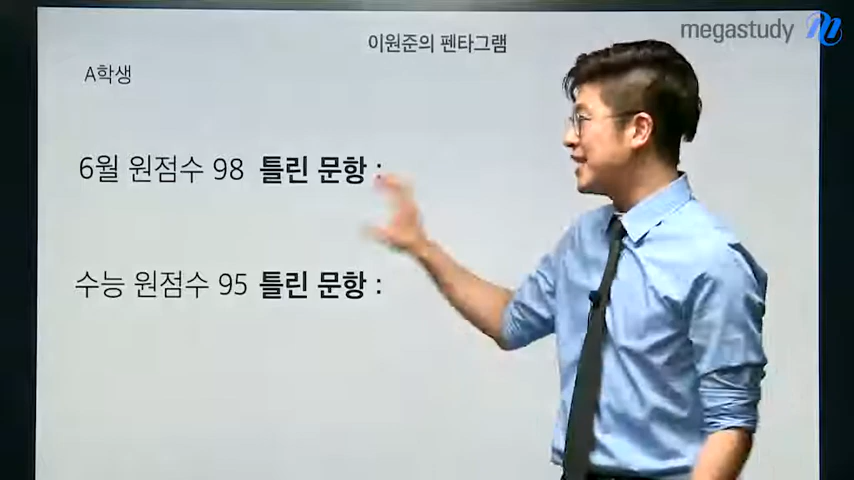 megastudy
이원준의 펜타그램
A학생
6월 원점수 98 틀린 문항 :
수능 원점수 95 틀린 문항 :